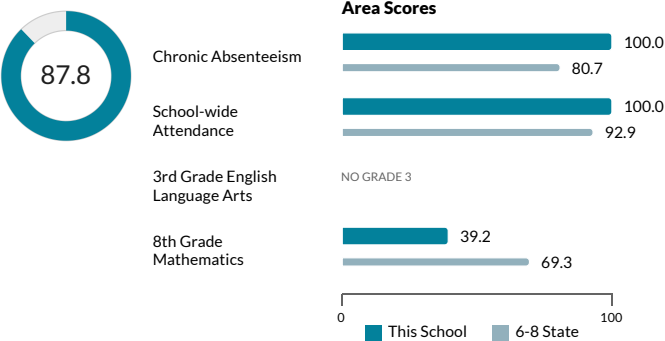 Area Scores
87.8
Chronic Absenteeism
100.0
80.7
School-wide
Attendance
100.0
92.9
3rd Grade English
Language Arts
NO GRADE 3
8th Grade
Mathematics
39.2
69.3
0
100
This School
6-8 State